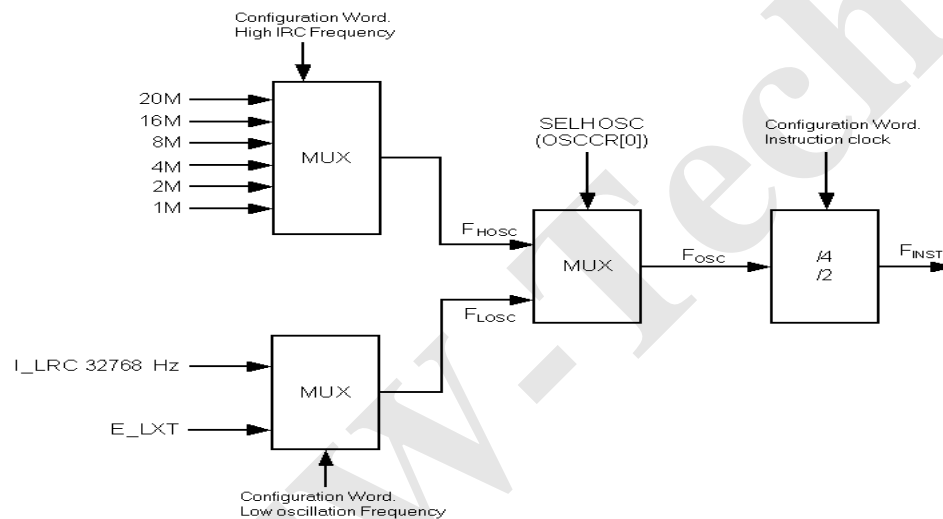 Configuration Word.
High IRC Frequency
20M
16M
8M
4M
2M
1M
MUX
SELHOSC
(OSCCR[0])
Configuration Word.
Instruction clock
FHOSC
MUX
FOSC
/4
/2
FINST
FLOSC
I_LRC 32768 Hz
MUX
E_LXT
Configuration Word.
Low oscillation Frequency
W-Tech